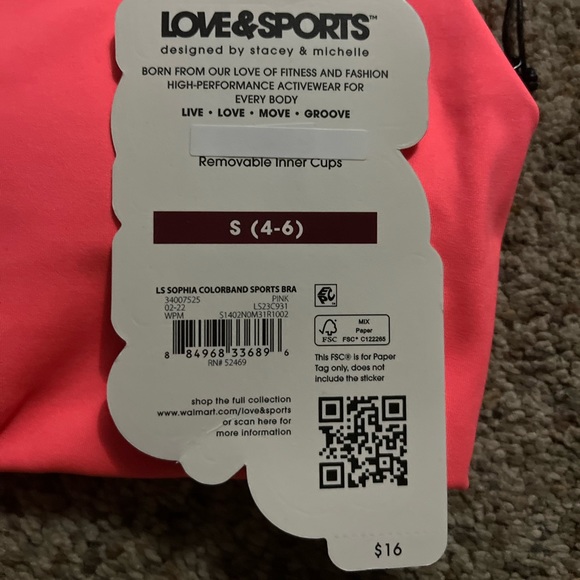 LOVE&SPORTS™
designed by stacey & michelle
BORN FROM OUR LOVE OF FITNESS AND FASHION
HIGH-PERFORMANCE ACTIVEWEAR FOR
EVERY BODY
LIVE • LOVE • MOVE • GROOVE
Removable Inner Cups
S (4-6)
LS SOPHIA COLORBAND SPORTS BRA
34007525 PINK
02-22 LS23C931
WPM S1402N0M31R1002
8 84968 33689 6
RN# 52469
shop the full collection
www.walmart.com/love&sports
or scan here for
more information
MIX
Paper
FSC FSC® C122265
This FSC® is for Paper
Tag only, does not
include the sticker
$16